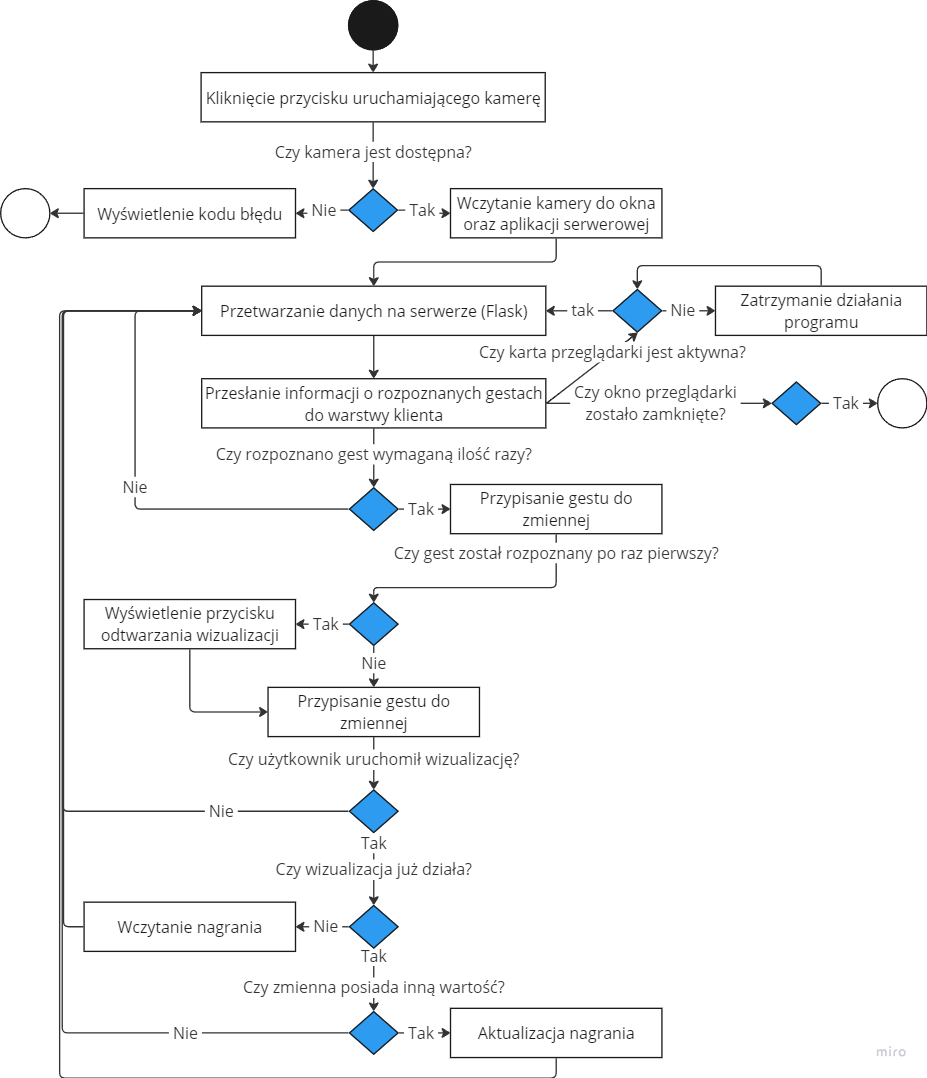 Kliknięcie przycisku uruchamiającego kamerę
Czy kamera jest dostępna?
Wyświetlenie kodu błędu
Nie
Tak
Wczytanie kamery do okna
oraz aplikacji serwerowej
Przetwarzanie danych na serwerze (Flask)
tak
Nie
Zatrzymanie działania
programu
Czy karta przeglądarki jest aktywna?
Przesłanie informacji o rozpoznanych gestach
do warstwy klienta
Czy okno przeglądarki
zostało zamknięte?
Tak
Czy rozpoznano gest wymaganą ilość razy?
Nie
Tak
Przypisanie gestu do
zmiennej
Czy gest został rozpoznany po raz pierwszy?
Wyświetlenie przycisku
odtwarzania wizualizacji
Tak
Nie
Przypisanie gestu do
zmiennej
Czy użytkownik uruchomił wizualizację?
Nie
Tak
Czy wizualizacja już działa?
Wczytanie nagrania
Nie
Tak
Czy zmienna posiada inną wartość?
Nie
Tak
Aktualizacja nagrania
miro